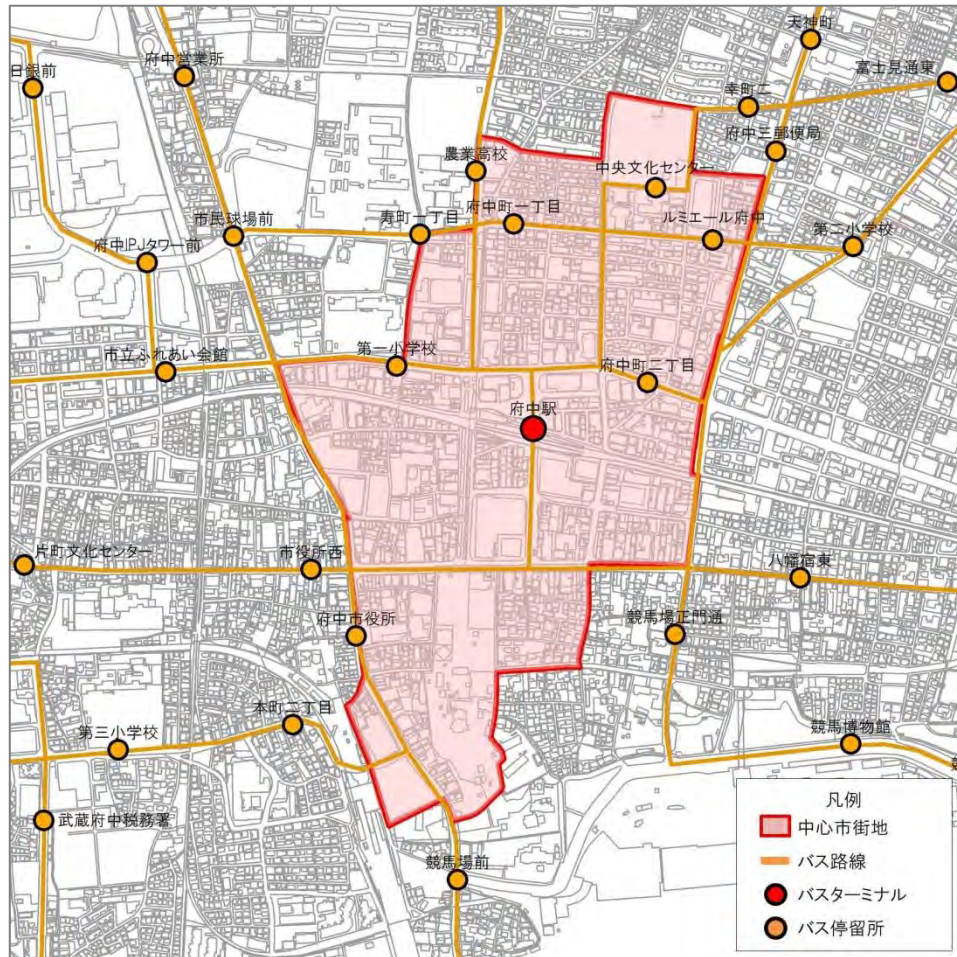 天神町
府中営業所
日銀前
富士見通東
幸町二
府中三郵便局
農業高校
中央文化センター
市民球場前
寿町一丁目
府中町一丁目
ルミエール府中
第二小学校
府中IPJタワー前
第一小学校
市立ふれあい会館
府中町二丁目
府中駅
片町文化センター
市役所西
八幡宿東
府中市役所
競馬場正門通
本町二丁目
第三小学校
競馬博物館
武蔵府中税務署
競馬場前
凡例
中心市街地
バス路線
バスターミナル
バス停留所